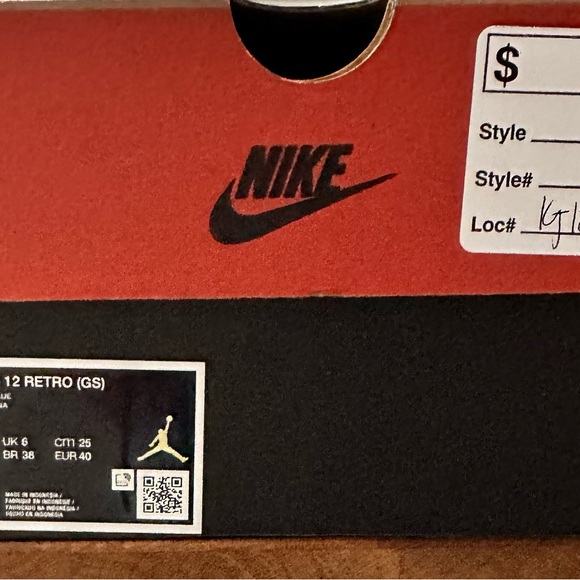 $
NIKE
Style
Style#
Loc#
12 RETRO (GS)
UK 6 cm 25
BR 38 EUR 40
MADE IN INDONESIA /
FABRIQUÉ EN INDONÉSIE /
FABRICADO NA INDONESIA /
HECHO EN INDONESIA